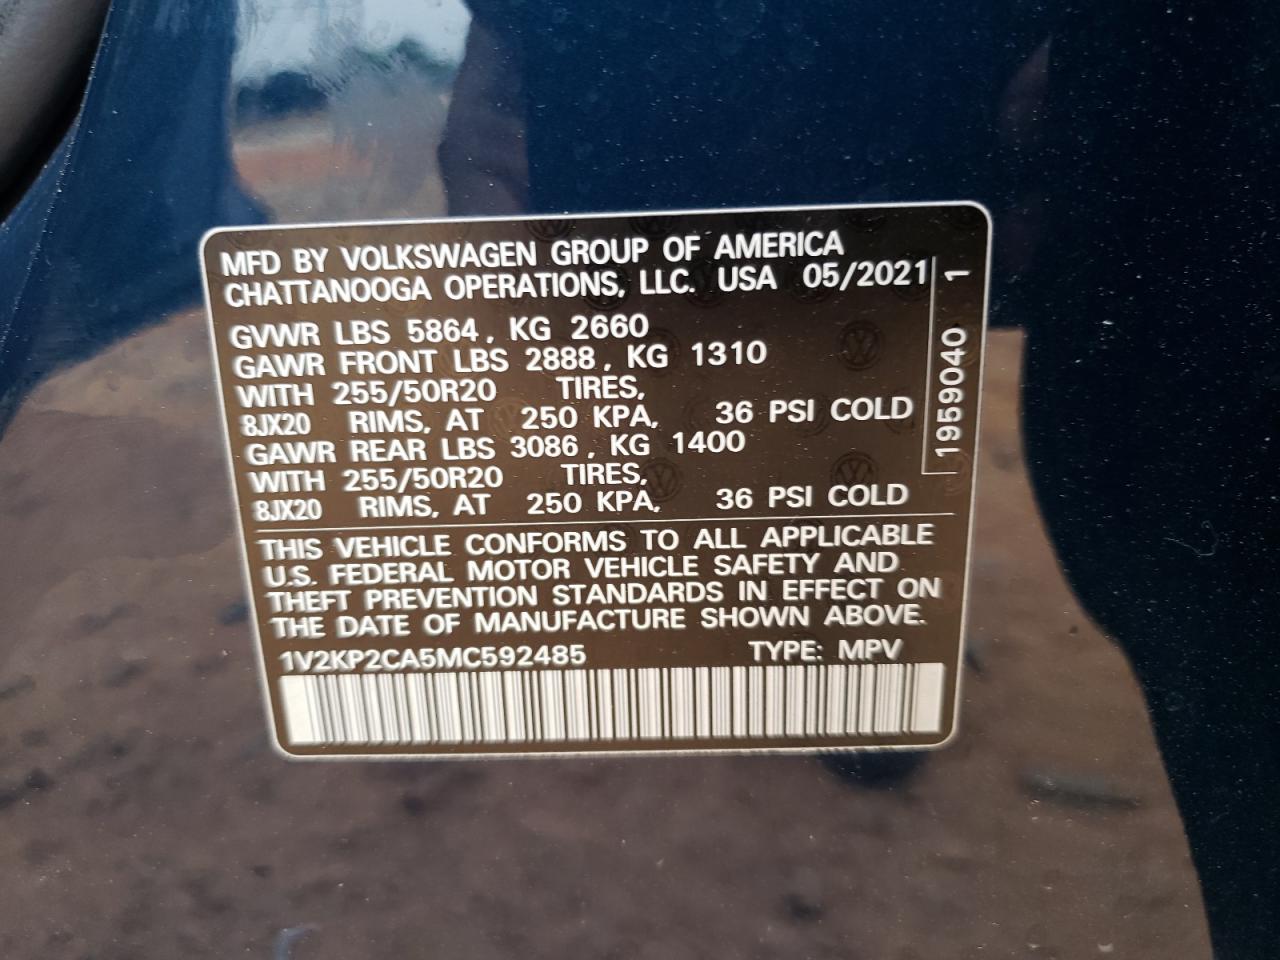 MFD BY VOLKSWAGEN GROUP OF AMERICA
CHATTANOOGA OPERATIONS, LLC. USA 05/2021
GVWR LBS 5864, KG 2660
GAWR FRONT LBS 2888, KG 1310
WITH 255/50R20 TIRES,
8JX20 RIMS, AT 250 KPA, 36 PSI COLD
GAWR REAR LBS 3086, KG 1400
WITH 255/50R20 TIRES,
8JX20 RIMS, AT 250 KPA, 36 PSI COLD
1959040 1
THIS VEHICLE CONFORMS TO ALL APPLICABLE
U.S. FEDERAL MOTOR VEHICLE SAFETY AND
THEFT PREVENTION STANDARDS IN EFFECT ON
THE DATE OF MANUFACTURE SHOWN ABOVE.
1V2KP2CA5MC592485 TYPE: MPV